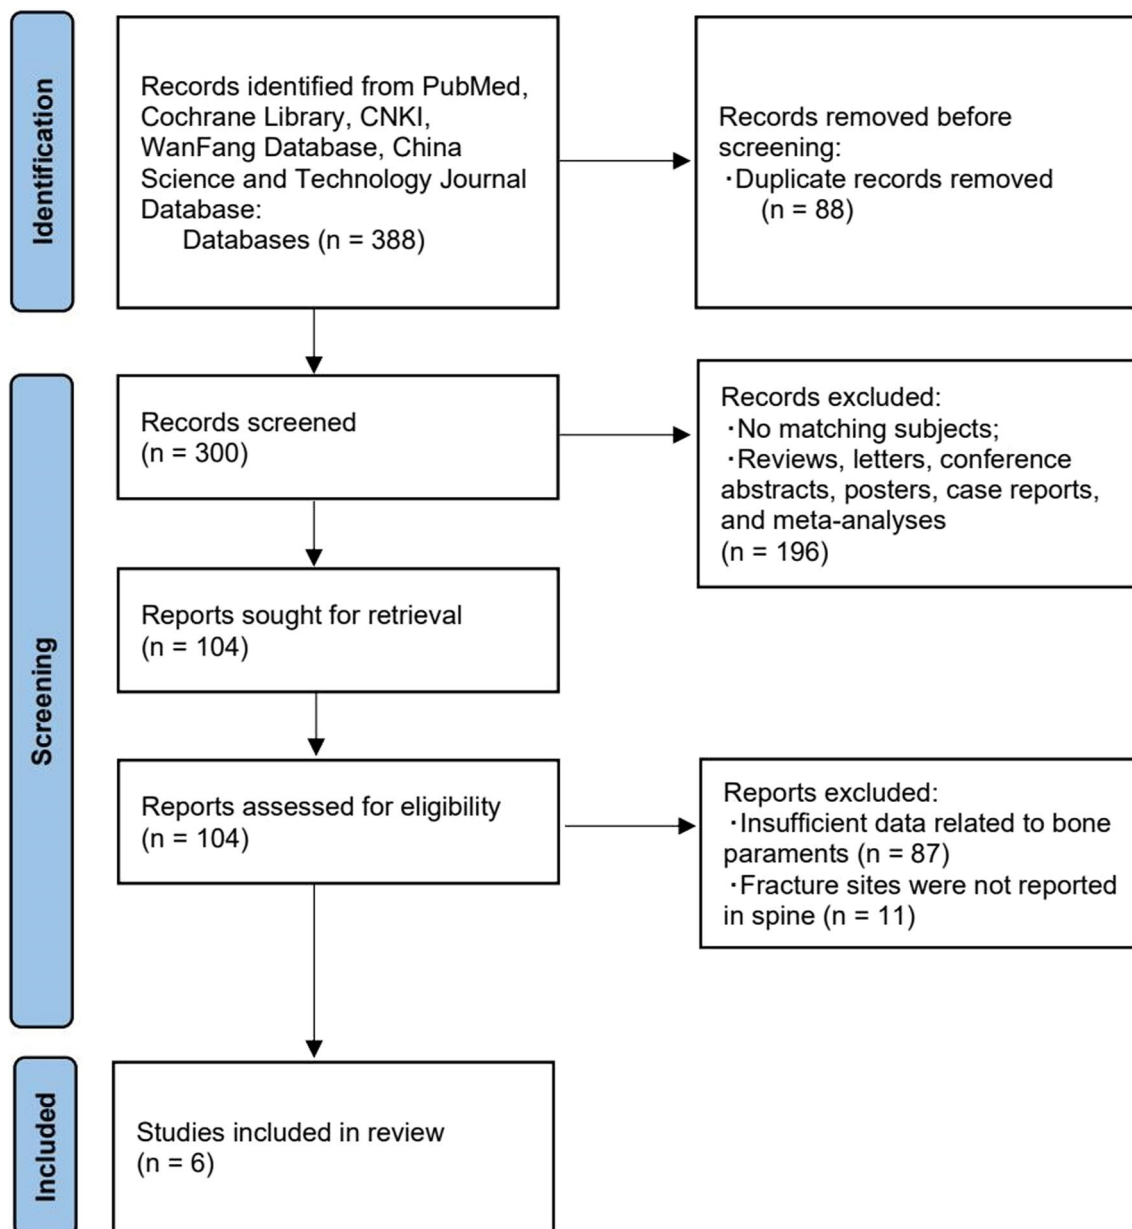 Identification
Records identified from PubMed,
Cochrane Library, CNKI,
WanFang Database, China
Science and Technology Journal
Database:
Databases (n = 388)
Records removed before
screening:
·Duplicate records removed
(n = 88)
Screening
Records screened
(n = 300)
Records excluded:
·No matching subjects;
·Reviews, letters, conference
abstracts, posters, case reports,
and meta-analyses
(n = 196)
Reports sought for retrieval
(n = 104)
Reports assessed for eligibility
(n = 104)
Reports excluded:
·Insufficient data related to bone
paraments (n = 87)
·Fracture sites were not reported
in spine (n = 11)
Included
Studies included in review
(n = 6)